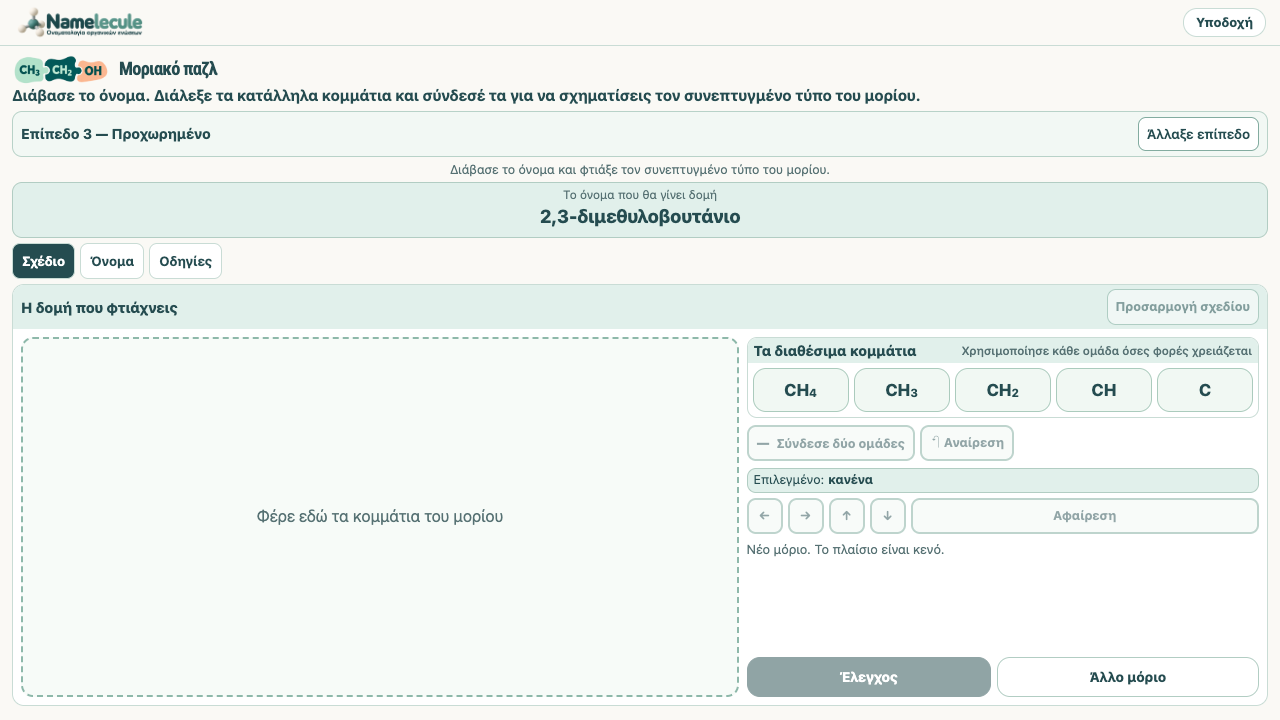 Namelecule
Ονοματολογία οργανικών ενώσεων
Υποδοχή
CH₃ CH₂ OH Μοριακό παζλ
Διάβασε το όνομα. Διάλεξε τα κατάλληλα κομμάτια και σύνδεσέ τα για να σχηματίσεις τον συνεπτυγμένο τύπο του μορίου.
Επίπεδο 3 — Προχωρημένο
Άλλαξε επίπεδο
Διάβασε το όνομα και φτιάξε τον συνεπτυγμένο τύπο του μορίου.
Το όνομα που θα γίνει δομή
2,3-διμεθυλοβουτάνιο
Σχέδιο Όνομα Οδηγίες
Η δομή που φτιάχνεις
Προσαρμογή σχεδίου
Φέρε εδώ τα κομμάτια του μορίου
Τα διαθέσιμα κομμάτια
Χρησιμοποίησε κάθε ομάδα όσες φορές χρειάζεται
CH₄ CH₃ CH₂ CH C
— Σύνδεσε δύο ομάδες
Αναίρεση
Επιλεγμένο: κανένα
← → ↑ ↓ Αφαίρεση
Νέο μόριο. Το πλαίσιο είναι κενό.
Έλεγχος
Άλλο μόριο